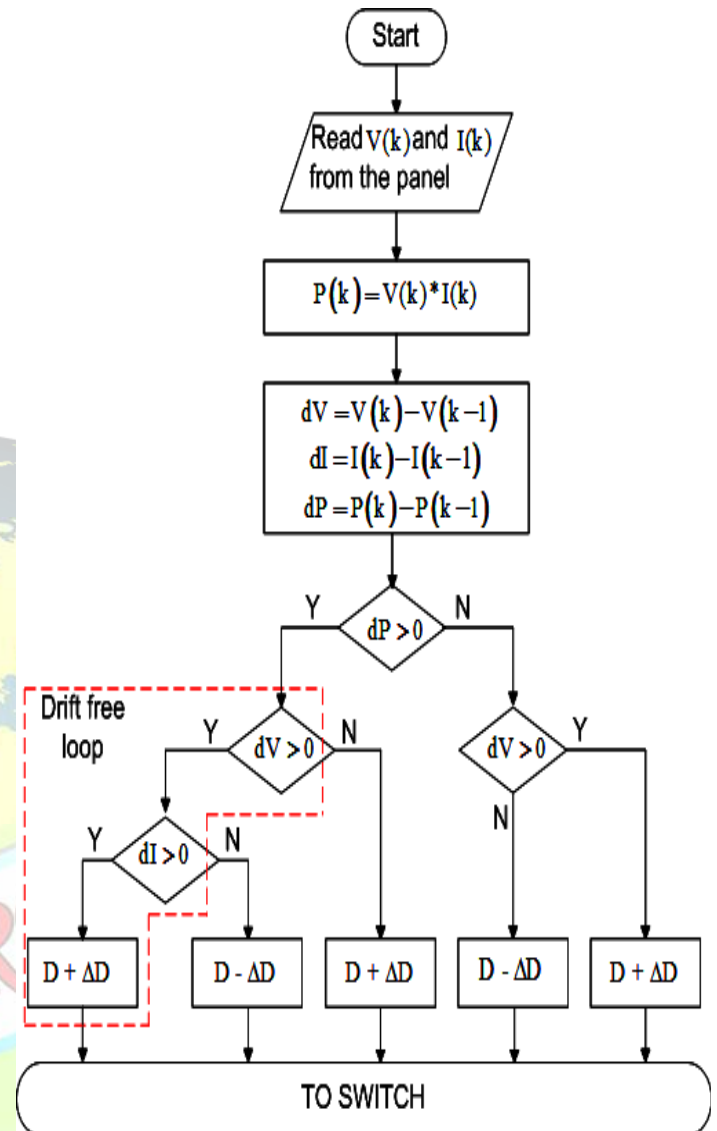 Start
Read V(k) and I(k)
from the panel
P(k)=V(k)*I(k)
dV=V(k)-V(k-1)
dI=I(k)-I(k-1)
dP=P(k)-P(k-1)
Y
N
dP>0
Drift free
loop
Y
dV>0
N
dV>0
Y
N
Y
dI>0
N
D + ΔD
D - ΔD
D + ΔD
D - ΔD
D + ΔD
TO SWITCH